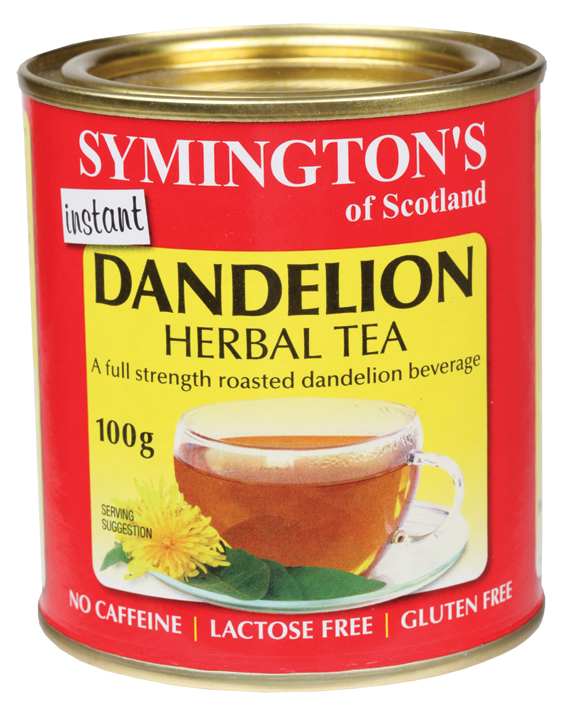 SYMINGTON'S
of Scotland
instant
DANDELION
HERBAL TEA
A full strength roasted dandelion beverage
100g
SERVING
SUGGESTION
NO CAFFEINE | LACTOSE FREE | GLUTEN FREE